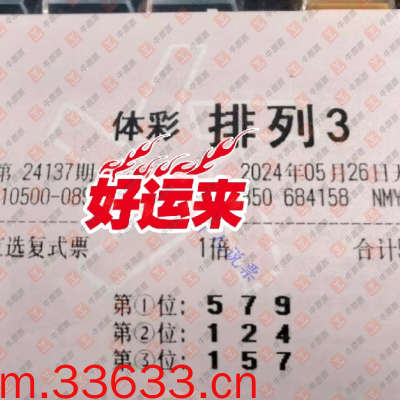 体彩 排列3
第 24137期 2024年05月26日
10500-089 350 684158 NMY
好运来
直选复式票 1倍 合计
第①位: 5 7 9
第②位: 1 2 4
第③位: 1 5 7
m.33633.cn